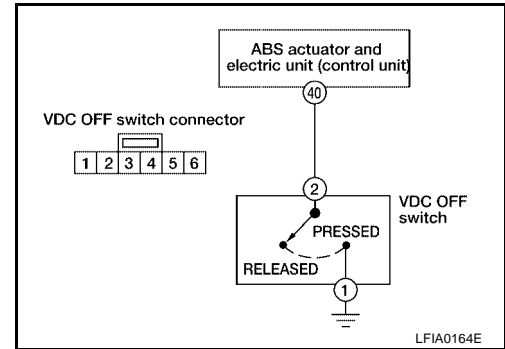 ABS actuator and
electric unit (control unit)
40
VDC OFF switch connector
1 2 3 4 5 6
2
VDC OFF
switch
PRESSED
RELEASED
1
LFIA0164E